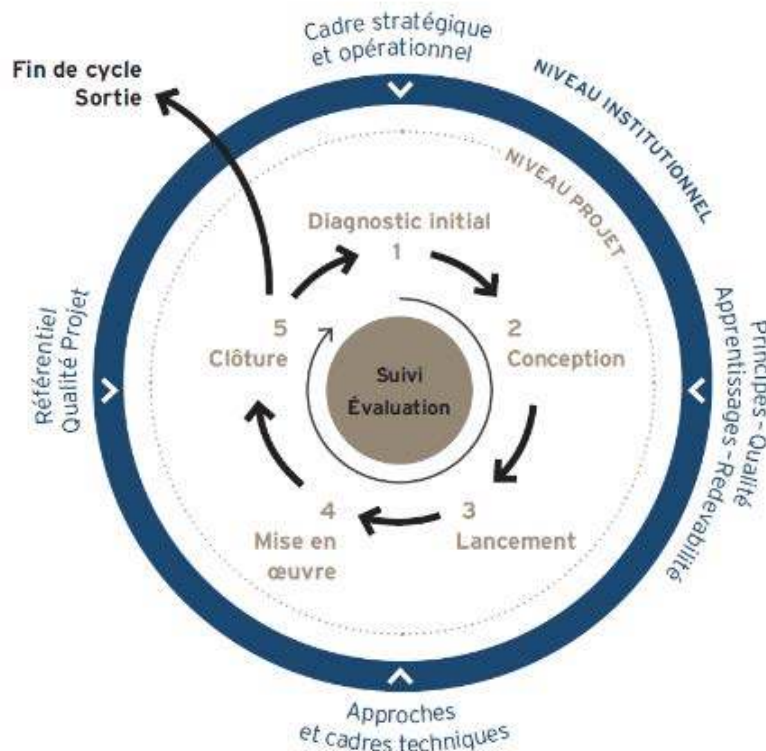 Cadre stratégique
et opérationnel
Fin de cycle
Sortie
NIVEAU INSTITUTIONNEL
NIVEAU PROJET
Diagnostic initial
1
2
Conception
3
Lancement
4
Mise en
œuvre
5
Clôture
Suivi
Évaluation
Référentiel
Qualité Projet
Principes - Qualité
Apprentissages - Redevabilité
Approches
et cadres techniques